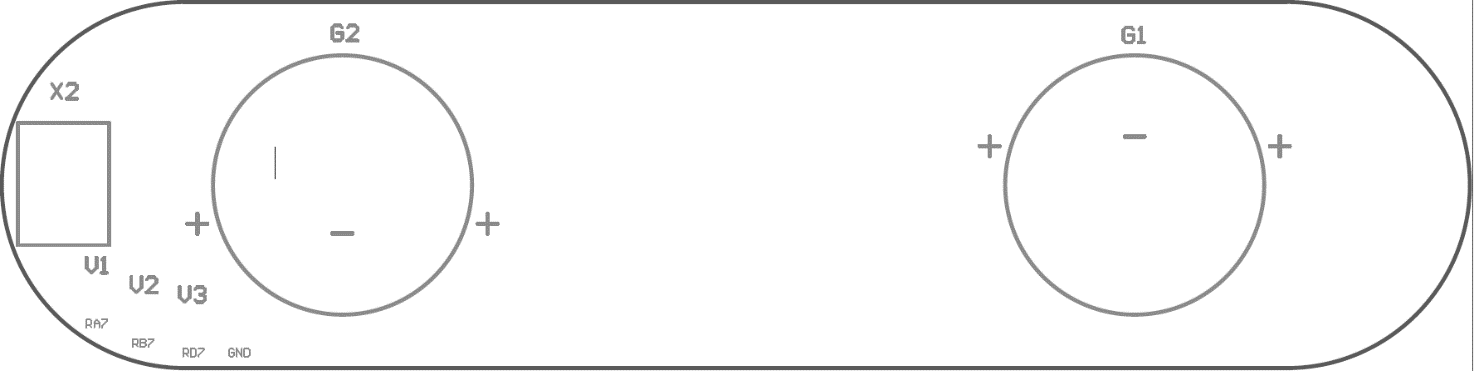 G2
G1
X2
+ - +
+ - +
V1
V2
V3
RA7
RB7
RD7
GND